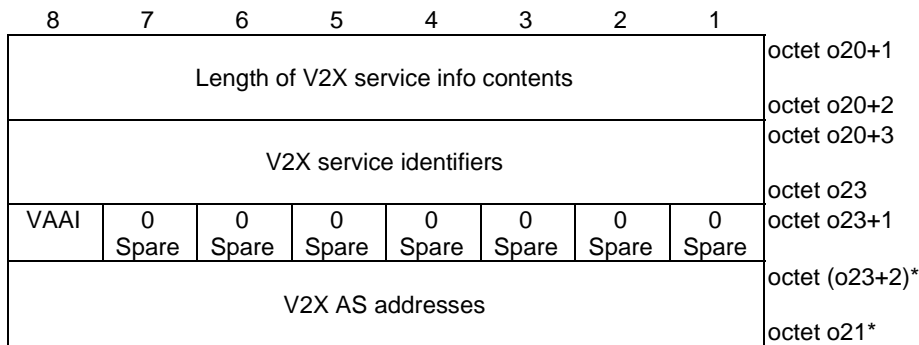 8 7 6 5 4 3 2 1
octet o20+1
Length of V2X service info contents
octet o20+2
octet o20+3
V2X service identifiers
octet o23
VAAI 0 0 0 0 0 0 0 octet o23+1
Spare Spare Spare Spare Spare Spare Spare
octet (o23+2)*
V2X AS addresses
octet o21*